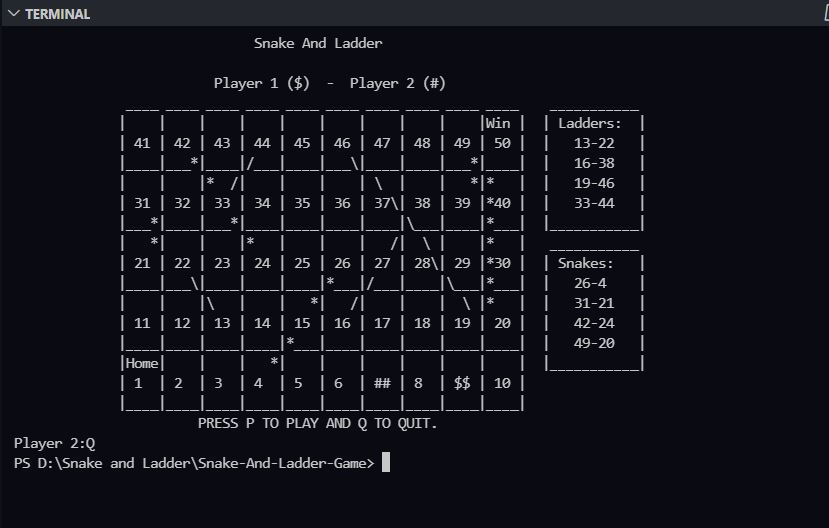 TERMINAL
Snake And Ladder
Player 1 ($)  -  Player 2 (#)
 ____ ____ ____ ____ ____ ____ ____ ____ ____ ____     ___________
|    |    |    |    |    |    |    |    |    |Win |  | Ladders:  |
| 41 | 42 | 43 | 44 | 45 | 46 | 47 | 48 | 49 | 50 |  |   13-22   |
|____|___*|____|/___|____|___\|____|____|___*|____|  |   16-38   |
|    |    |*  /|    |    |    | \  |    |   *|*   |  |   19-46   |
| 31 | 32 | 33 | 34 | 35 | 36 | 37\| 38 | 39 |*40 |  |   33-44   |
|___*|____|___*|____|____|____|____|\___|____|*___|  |___________|
|   *|    |    |*   |    |    |   /|  \ |    |*   |   ___________
| 21 | 22 | 23 | 24 | 25 | 26 | 27 | 28\| 29 |*30 |  | Snakes:   |
|____|___\|____|____|____|*___|/___|____|\___|*___|  |   26-4    |
|    |    |\   |    |   *|   /|    |    |  \ |*   |  |   31-21   |
| 11 | 12 | 13 | 14 | 15 | 16 | 17 | 18 | 19 | 20 |  |   42-24   |
|____|____|____|____|*___|____|____|____|____|____|  |   49-20   |
|Home|    |    |   *|    |    |    |    |    |    |  |___________|
| 1  | 2  | 3  | 4  | 5  | 6  | ## | 8  | $$ | 10 |
|____|____|____|____|____|____|____|____|____|____|
PRESS P TO PLAY AND Q TO QUIT.
Player 2:Q
PS D:\Snake and Ladder\Snake-And-Ladder-Game>